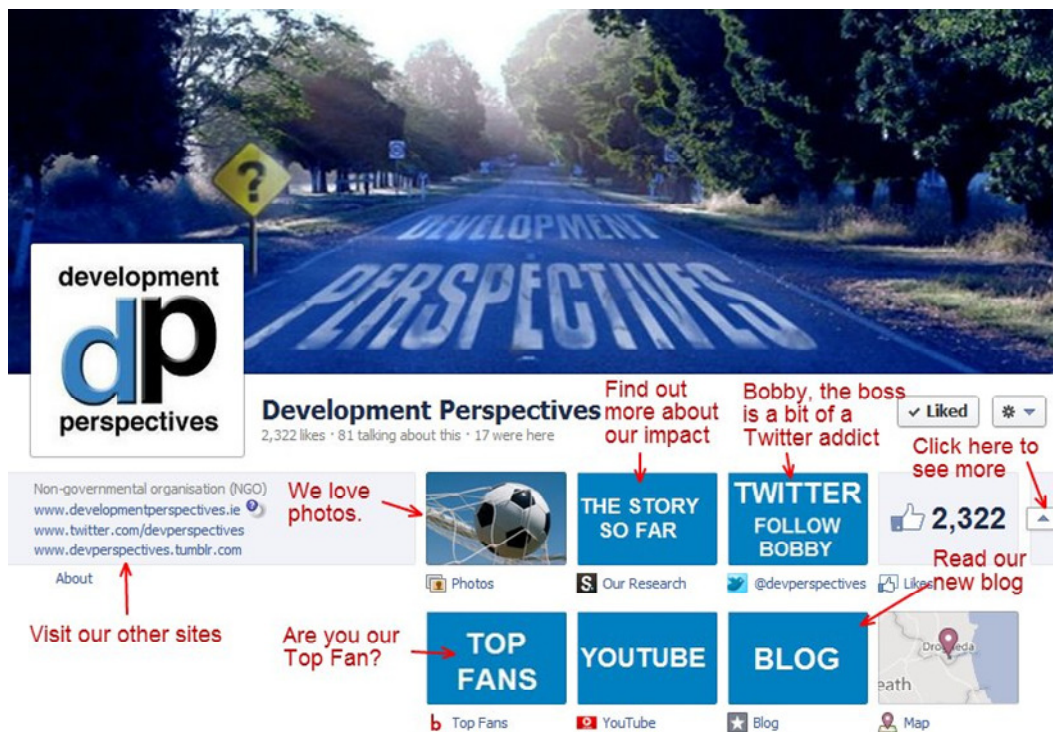 ?
DEVELOPMENT
PERSPECTIVES
development
dp
perspectives
Development Perspectives
2,322 likes · 81 talking about this · 17 were here
Find out
more about
our impact
Bobby, the boss
is a bit of a
Twitter addict
✓ Liked
Click here to
see more
Non-governmental organisation (NGO)
www.developmentperspectives.ie
www.twitter.com/devperspectives
www.devperspectives.tumblr.com
About
Visit our other sites
We love
photos.
Photos
THE STORY
SO FAR
S. Our Research
TWITTER
FOLLOW
BOBBY
@devperspectives
2,322
Likes
Read our
new blog
Are you our
Top Fan?
TOP
FANS
b Top Fans
YOUTUBE
YouTube
BLOG
Blog
Drogheda
eath
Map